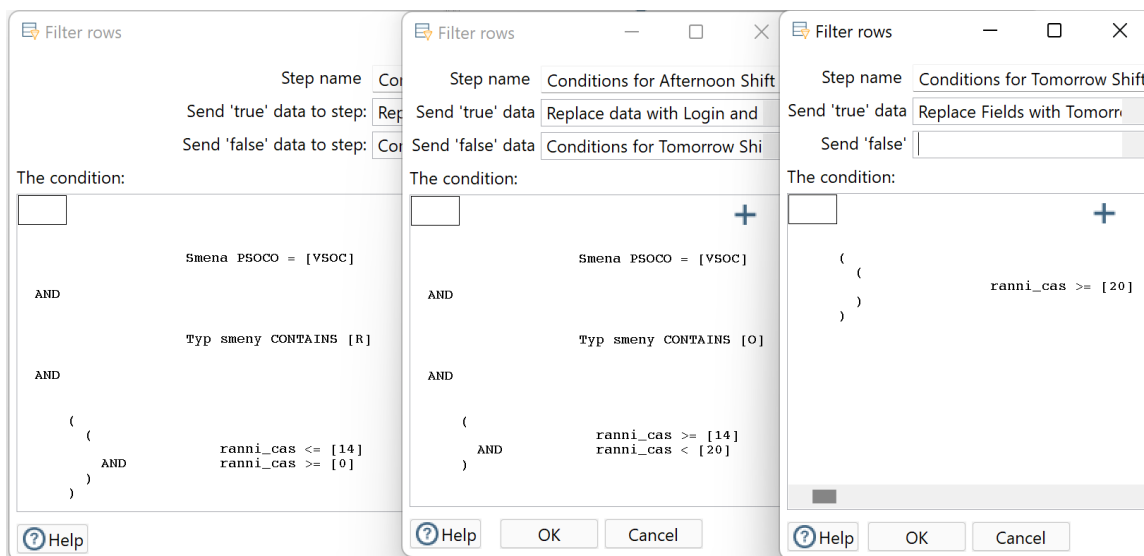 Filter rows
Step name
Cor
Send 'true' data to step:
Rep
Send 'false' data to step:
Cor
The condition:
Smena PSOCO = [VSOC]
AND
Typ smeny CONTAINS [R]
AND
(
(
ranni_cas <= [14]
AND ranni_cas >= [0]
)
)
Help
Filter rows
Step name Conditions for Afternoon Shift
Send 'true' data Replace data with Login and
Send 'false' data Conditions for Tomorrow Shi
The condition:
Smena PSOCO = [VSOC]
AND
Typ smeny CONTAINS [O]
AND
(
ranni_cas >= [14]
AND ranni_cas < [20]
)
Help OK Cancel
Filter rows
Step name Conditions for Tomorrow Shift
Send 'true' data Replace Fields with Tomorr
Send 'false'
The condition:
(
(
ranni_cas >= [20]
)
)
Help OK Cancel